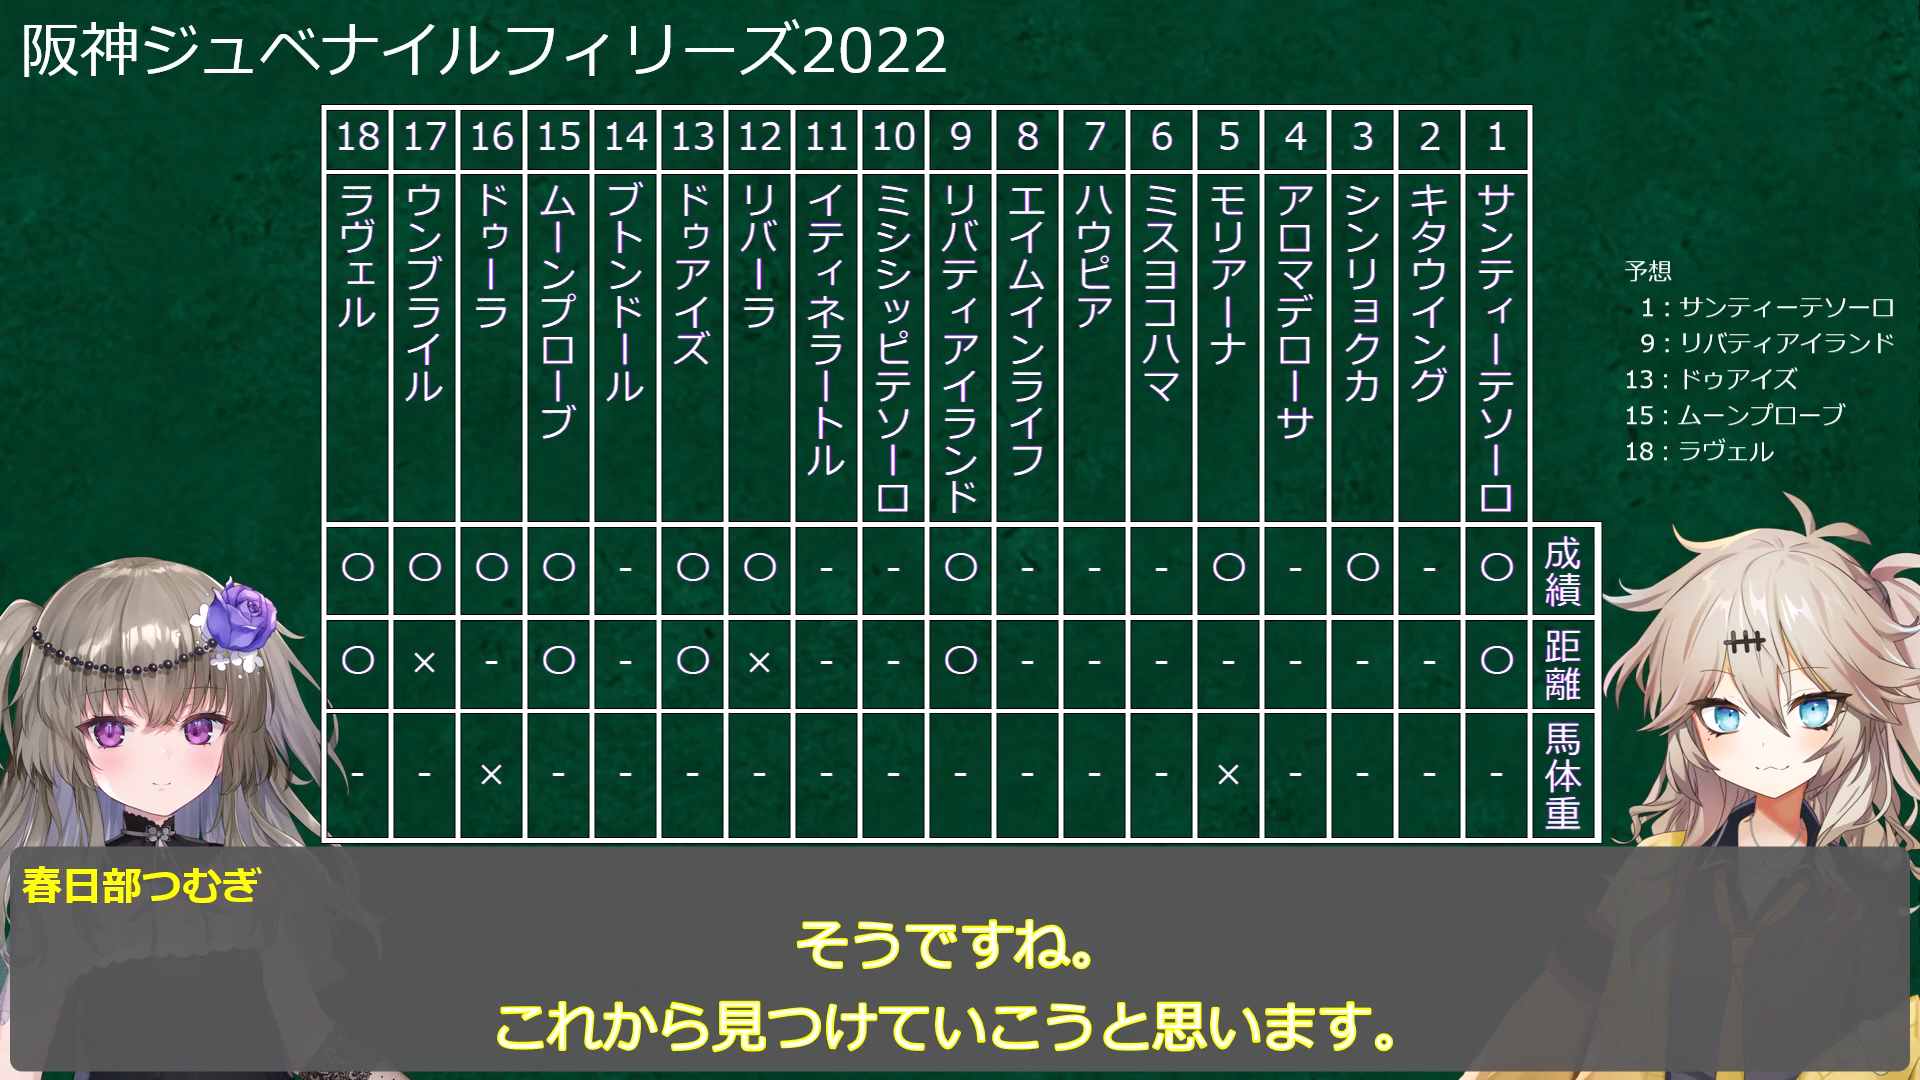 阪神ジュベナイルフィリーズ2022
18 17 16 15 14 13 12 11 10 9 8 7 6 5 4 3 2 1
サンティーテソーロ
キタウイング
シンリョクカ
アロマデローサ
モリアーナ
ミスヨコハマ
ハウピア
エイムインライフ
リバティアイランド
ミシシッピテソーロ
イティネラートル
リバーラ
ドゥアイズ
ブトンドール
ムーンプローブ
ドゥーラ
ウンブライル
ラヴェル
○ ○ ○ ○ - ○ ○ - - ○ - - - ○ - ○ - ○ 成績
○ × - ○ - ○ × - - ○ - - - - - - - ○ 距離
- - × - - - - - - - - - - × - - - - 馬体重
予想
1：サンティーテソーロ
9：リバティアイランド
13：ドゥアイズ
15：ムーンプローブ
18：ラヴェル
春日部つむぎ
そうですね。
これから見つけていこうと思います。